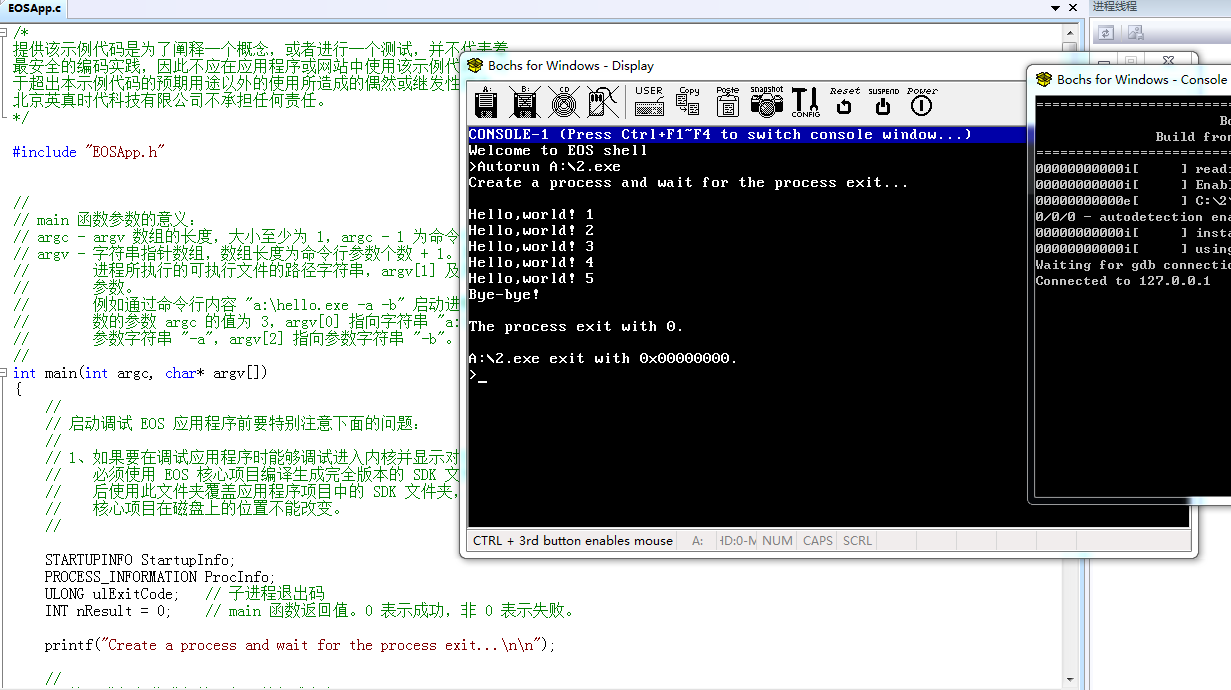 EOSApp.c
进程线程
/*
提供该示例代码是为了阐释一个概念，或者进行一个测试，并不代表着
最安全的编码实践，因此不应在应用程序或网站中使用该示例代
于超出本示例代码的预期用途以外的使用所造成的偶然或继发性
北京英真时代科技有限公司不承担任何责任。
*/
#include "EOSApp.h"
//
// main 函数参数的意义：
// argc - argv 数组的长度，大小至少为 1，argc - 1 为命令
// argv - 字符串指针数组，数组长度为命令行参数个数 + 1。
// 进程所执行的可执行文件的路径字符串，argv[1] 及
// 参数。
// 例如通过命令行内容 "a:\hello.exe -a -b" 启动进
// 数的参数 argc 的值为 3，argv[0] 指向字符串 "a:
// 参数字符串 "-a"，argv[2] 指向参数字符串 "-b"。
//
int main(int argc, char* argv[])
{
//
// 启动调试 EOS 应用程序前要特别注意下面的问题：
//
// 1、如果要在调试应用程序时能够调试进入内核并显示对
// 必须使用 EOS 核心项目编译生成完全版本的 SDK 文
// 后使用此文件夹覆盖应用程序项目中的 SDK 文件夹，
// 核心项目在磁盘上的位置不能改变。
//
STARTUPINFO StartupInfo;
PROCESS_INFORMATION ProcInfo;
ULONG ulExitCode; // 子进程退出码
INT nResult = 0; // main 函数返回值。0 表示成功，非 0 表示失败。
printf("Create a process and wait for the process exit...\n\n");
//
Bochs for Windows - Display
A: B: CD USER Copy Paste snapshot CONFIG Reset SUSPEND Power
CONSOLE-1 (Press Ctrl+F1~F4 to switch console window...)
Welcome to EOS shell
>Autorun A:\2.exe
Create a process and wait for the process exit...
Hello,world! 1
Hello,world! 2
Hello,world! 3
Hello,world! 4
Hello,world! 5
Bye-bye!
The process exit with 0.
A:\2.exe exit with 0x00000000.
>_
CTRL + 3rd button enables mouse A: HD:0-M NUM CAPS SCRL
Bochs for Windows - Console
========================
Bo
Build from
========================
00000000000i[ ] readi
00000000000i[ ] Enabl
00000000000e[ ] C:\2\
0/0/0 - autodetection ena
00000000000i[ ] insta
00000000000i[ ] using
Waiting for gdb connectio
Connected to 127.0.0.1